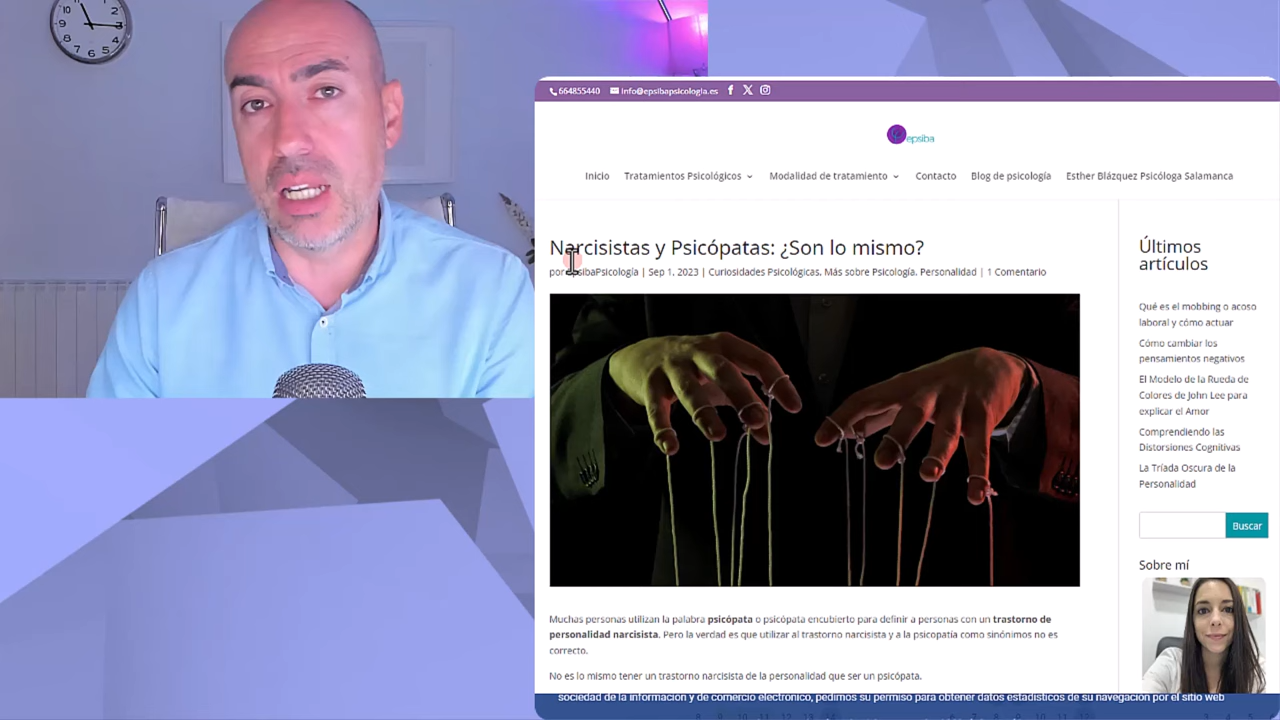 664855440 info@epsibapsicologia.es
epsiba
Inicio Tratamientos Psicológicos Modalidad de tratamiento Contacto Blog de psicología Esther Blázquez Psicóloga Salamanca
Narcisistas y Psicópatas: ¿Son lo mismo?
por EpsibaPsicología | Sep 1, 2023 | Curiosidades Psicológicas, Más sobre Psicología, Personalidad | 1 Comentario
Muchas personas utilizan la palabra psicópata o psicópata encubierto para definir a personas con un trastorno de
personalidad narcisista. Pero la verdad es que utilizar al trastorno narcisista y a la psicopatía como sinónimos no es
correcto.
No es lo mismo tener un trastorno narcisista de la personalidad que ser un psicópata.
Últimos
artículos
Qué es el mobbing o acoso
laboral y cómo actuar
Cómo cambiar los
pensamientos negativos
El Modelo de la Rueda de
Colores de John Lee para
explicar el Amor
Comprendiendo las
Distorsiones Cognitivas
La Tríada Oscura de la
Personalidad
Buscar
Sobre mí
sociedad de la información y de comercio electrónico, pedimos su permiso para obtener datos estadísticos de su navegación por el sitio web